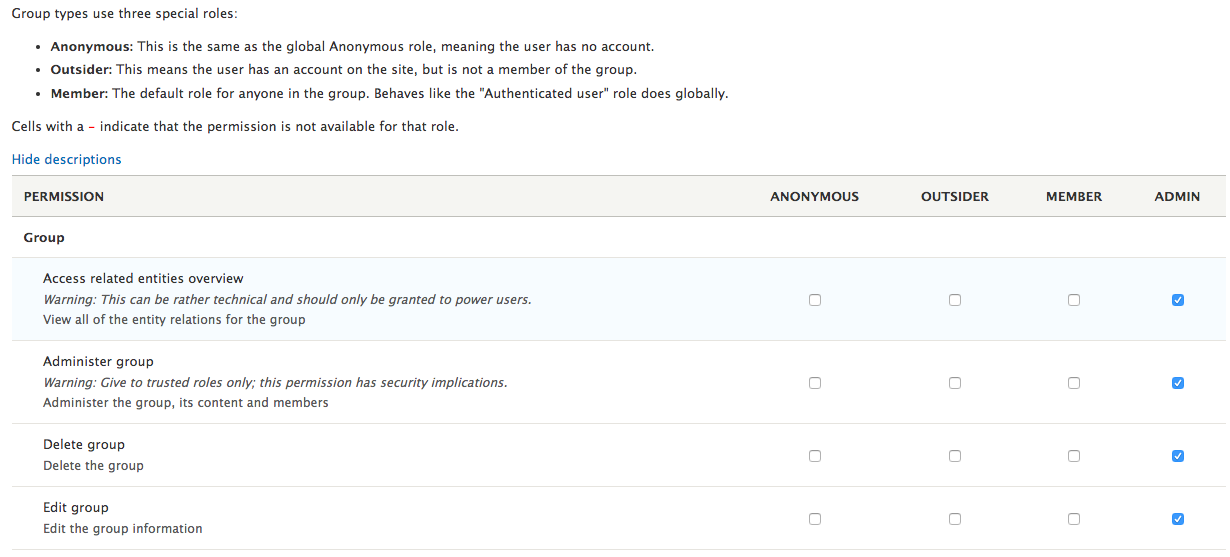 Group types use three special roles:
• Anonymous: This is the same as the global Anonymous role, meaning the user has no account.
• Outsider: This means the user has an account on the site, but is not a member of the group.
• Member: The default role for anyone in the group. Behaves like the "Authenticated user" role does globally.
Cells with a - indicate that the permission is not available for that role.
Hide descriptions
PERMISSION ANONYMOUS OUTSIDER MEMBER ADMIN
Group
Access related entities overview
Warning: This can be rather technical and should only be granted to power users.
View all of the entity relations for the group
Administer group
Warning: Give to trusted roles only; this permission has security implications.
Administer the group, its content and members
Delete group
Delete the group
Edit group
Edit the group information